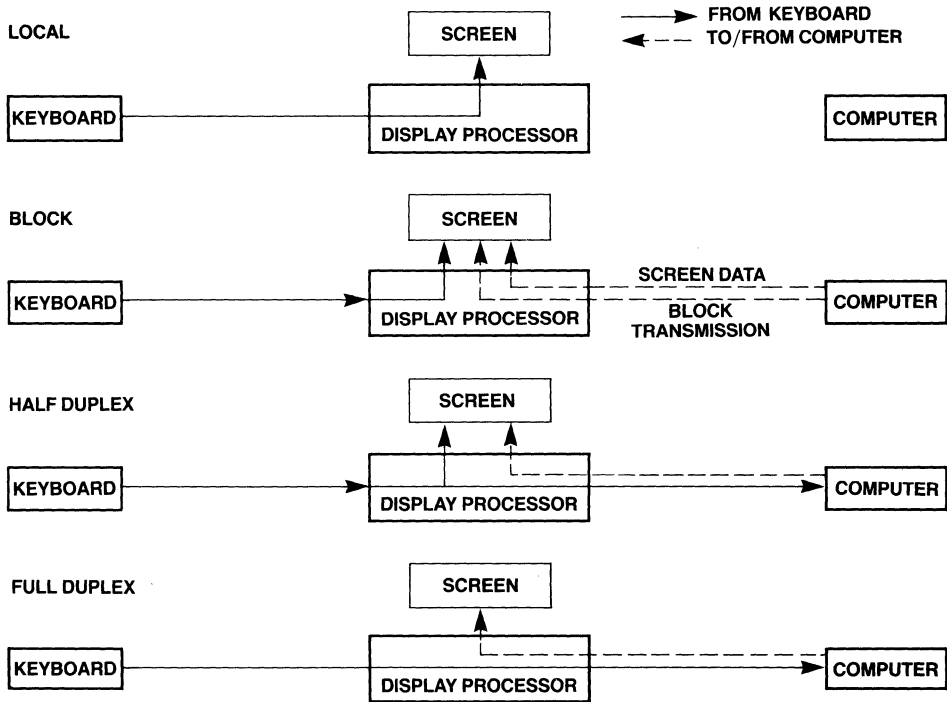 LOCAL
SCREEN
FROM KEYBOARD
TO/FROM COMPUTER
KEYBOARD
DISPLAY PROCESSOR
COMPUTER
BLOCK
SCREEN
SCREEN DATA
KEYBOARD
DISPLAY PROCESSOR
BLOCK
TRANSMISSION
COMPUTER
HALF DUPLEX
SCREEN
KEYBOARD
DISPLAY PROCESSOR
COMPUTER
FULL DUPLEX
SCREEN
KEYBOARD
DISPLAY PROCESSOR
COMPUTER